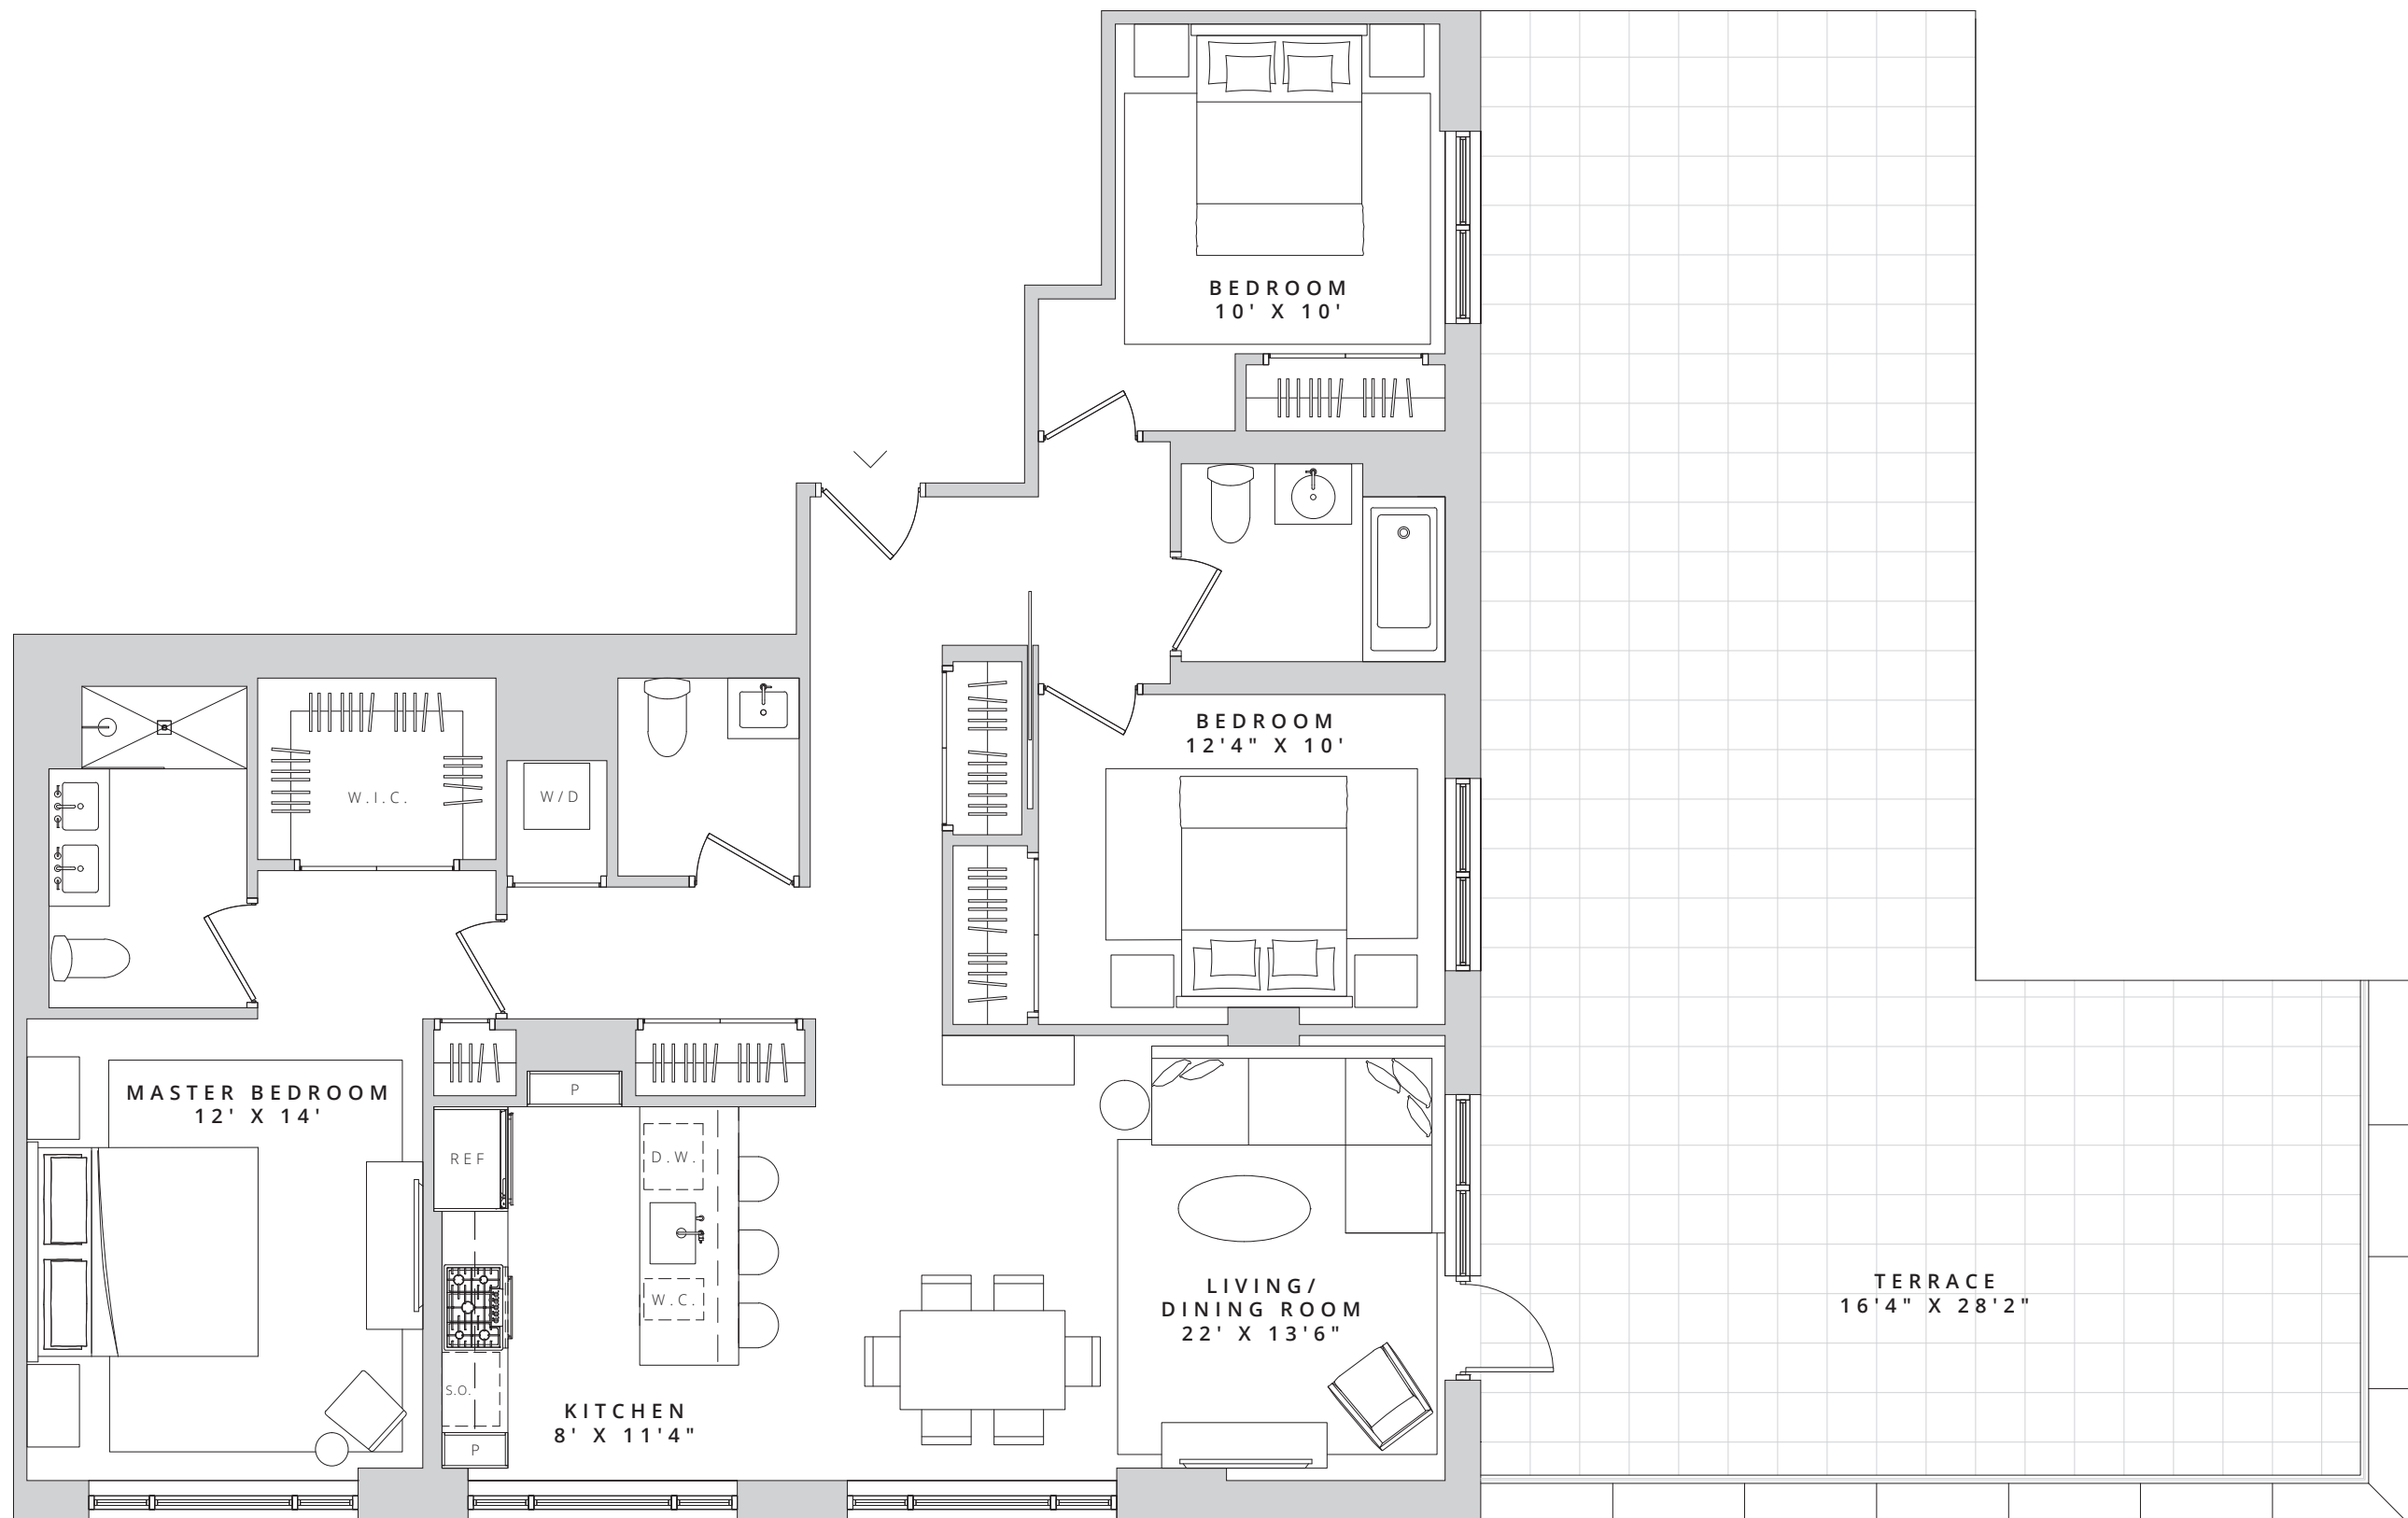 BEDROOM
10' X 10'
BEDROOM
12'4" X 10'
W.I.C.
W/D
MASTER BEDROOM
12' X 14'
P
REF
D.W.
W.C.
S.O.
P
KITCHEN
8' X 11'4"
LIVING/
DINING ROOM
22' X 13'6"
TERRACE
16'4" X 28'2"